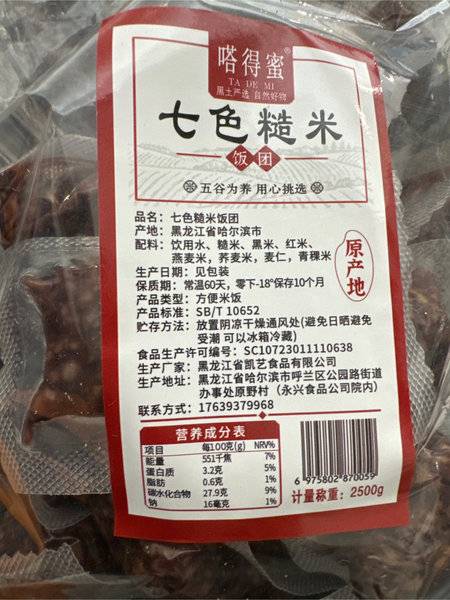 嗒得蜜®
TA DE MI
黑土严选 自然好物
七色糙米
饭团
五谷为养 用心挑选
品名：七色糙米饭团
产地：黑龙江省哈尔滨市
配料：饮用水、糙米、黑米、红米、
燕麦米，荞麦米，麦仁，青稞米
生产日期：见包装
保质期：常温60天，零下-18°保存10个月
产品类型：方便米饭
产品标准：SB/T 10652
贮存方法：放置阴凉干燥通风处(避免日晒避免
受潮 可以冰箱冷藏)
食品生产许可编号：SC10723011110638
生产厂家：黑龙江省凯艺食品有限公司
生产地址：黑龙江省哈尔滨市呼兰区公园路街道
办事处原野村（永兴食品公司院内）
联系方式：17639379968
原产地
营养成分表
项目 每100克(g) NRV%
能量 551千焦 7%
蛋白质 3.2克 5%
脂肪 0.6克 1%
碳水化合物 27.9克 9%
钠 16毫克 1%
6 975802 870059
计量称重：2500g